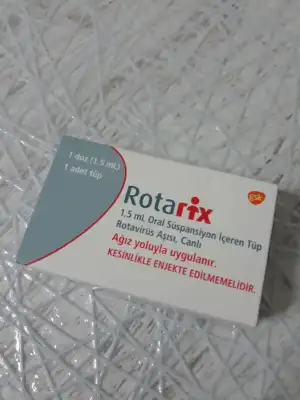 1 doz (1.5 mL)
1 adet tüp
Rotarix
gsk
1,5 mL Oral Süspansiyon İçeren Tüp
Rotavirüs Aşısı, Canlı
Ağız yoluyla uygulanır.
KESİNLİKLE ENJEKTE EDİLMEMELİDİR.